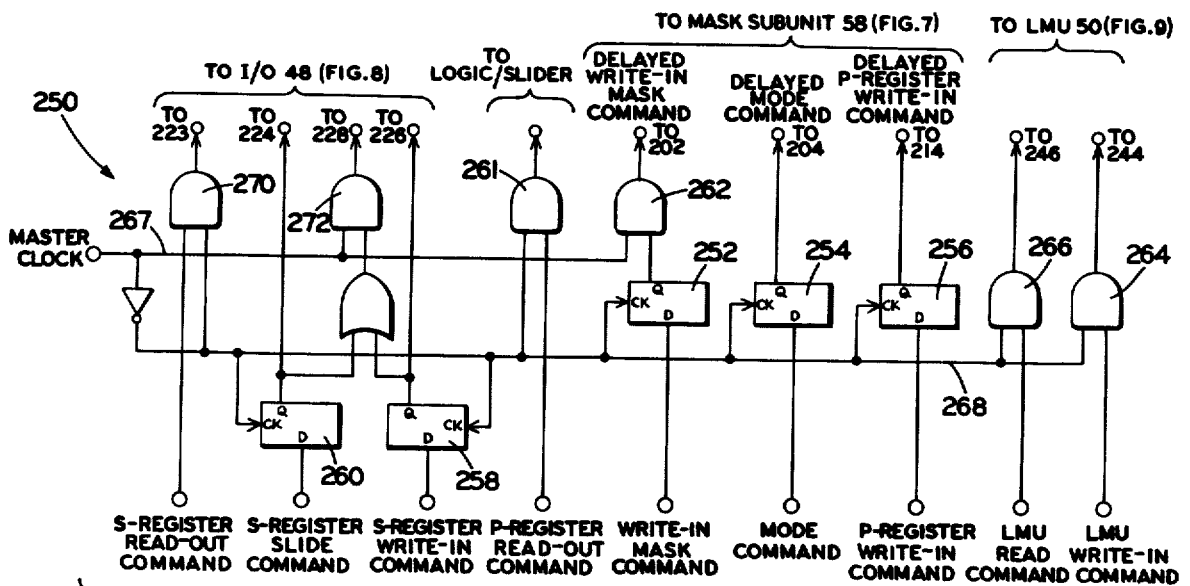 TO MASK SUBUNIT 58 (FIG.7)
TO LMU 50 (FIG.9)
TO I/O 48 (FIG.8)
TO
LOGIC/SLIDER
DELAYED
WRITE-IN
MASK
COMMAND
DELAYED
MODE
COMMAND
DELAYED
P-REGISTER
WRITE-IN
COMMAND
250
TO
223
TO
224
TO
228
TO
226
TO
202
TO
204
TO
214
TO
246
TO
244
270
272
261
262
267
MASTER
CLOCK
252
254
256
266
264
Q
CK
D
Q
CK
D
Q
CK
D
268
Q
CK
D
260
Q
CK
D
258
S-REGISTER
READ-OUT
COMMAND
S-REGISTER
SLIDE
COMMAND
S-REGISTER
WRITE-IN
COMMAND
P-REGISTER
READ-OUT
COMMAND
WRITE-IN
MASK
COMMAND
MODE
COMMAND
P-REGISTER
WRITE-IN
COMMAND
LMU
READ
COMMAND
LMU
WRITE-IN
COMMAND